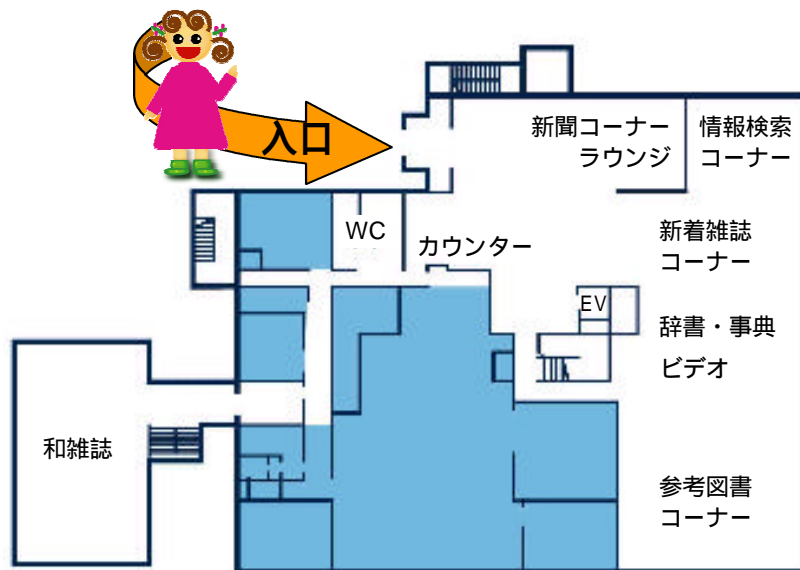 入口
新聞コーナー
ラウンジ
情報検索
コーナー
WC
カウンター
新着雑誌
コーナー
EV
辞書・事典
ビデオ
和雑誌
参考図書
コーナー